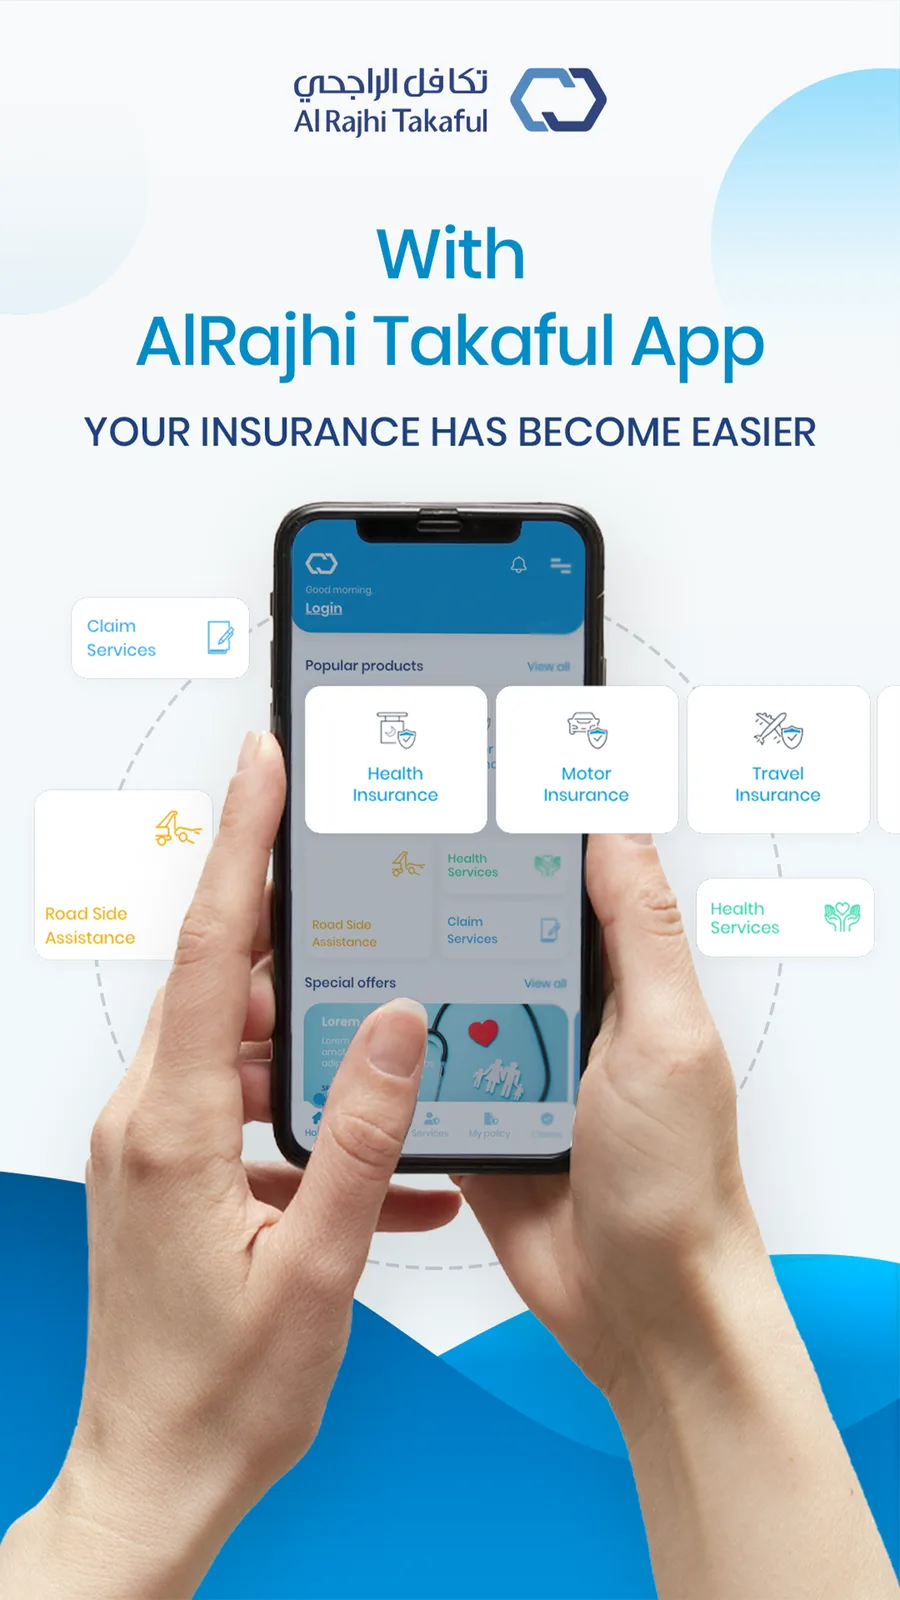 تكافل الراجحي
Al Rajhi Takaful
With
AlRajhi Takaful App
YOUR INSURANCE HAS BECOME EASIER
Good morning,
Login
Claim
Services
Popular products
View all
Health
Insurance
Motor
Insurance
Travel
Insurance
Road Side
Assistance
Health
Services
Road Side
Assistance
Claim
Services
Health
Services
Special offers
View all
Lorem
Lorem
Services
My policy